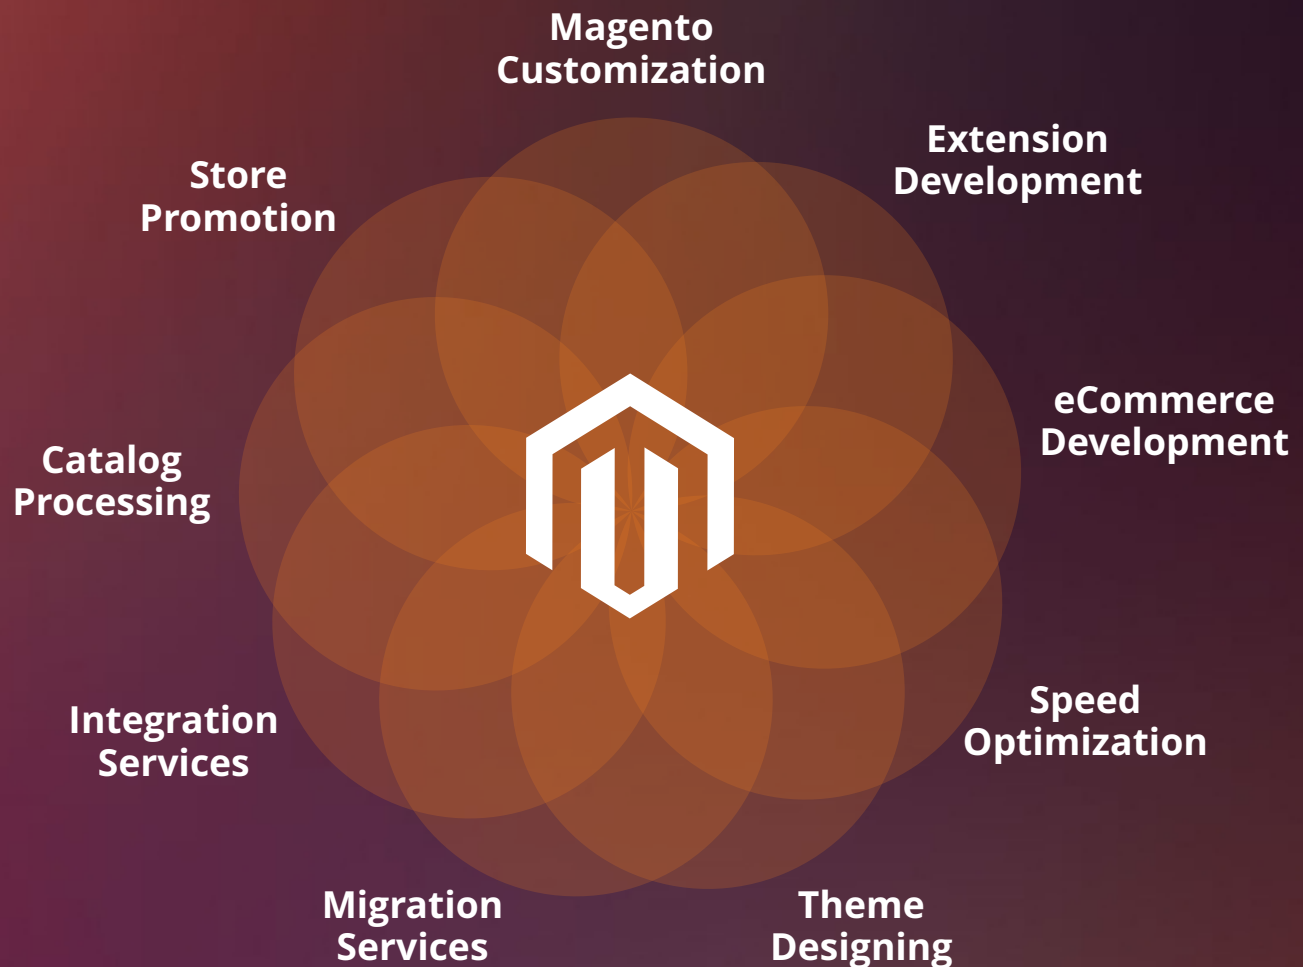 Magento
Customization
Extension
Development
eCommerce
Development
Speed
Optimization
Theme
Designing
Migration
Services
Integration
Services
Catalog
Processing
Store
Promotion